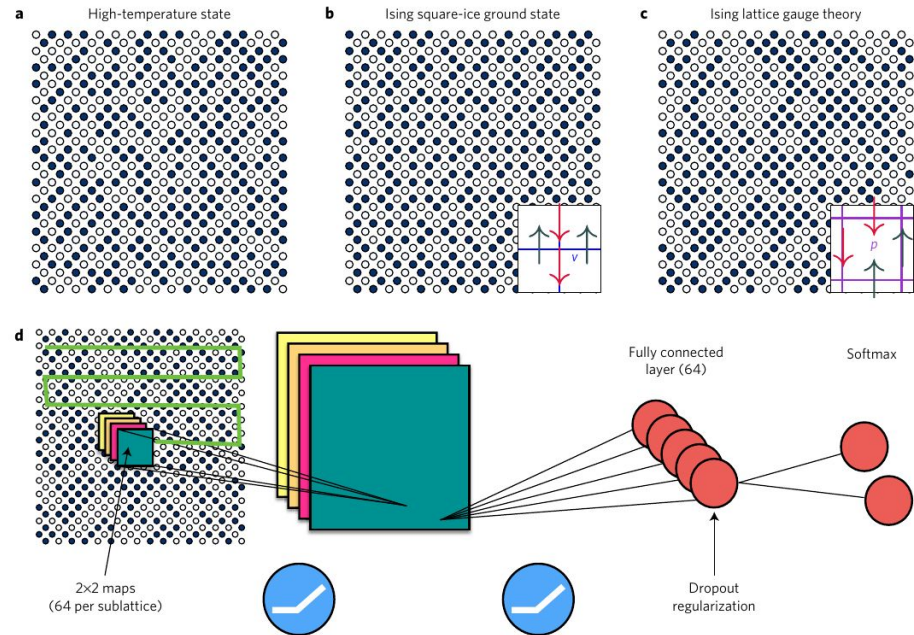 a High-temperature state
b Ising square-ice ground state
c Ising lattice gauge theory
v
p
d
Fully connected
layer (64)
Softmax
2×2 maps
(64 per sublattice)
Dropout
regularization